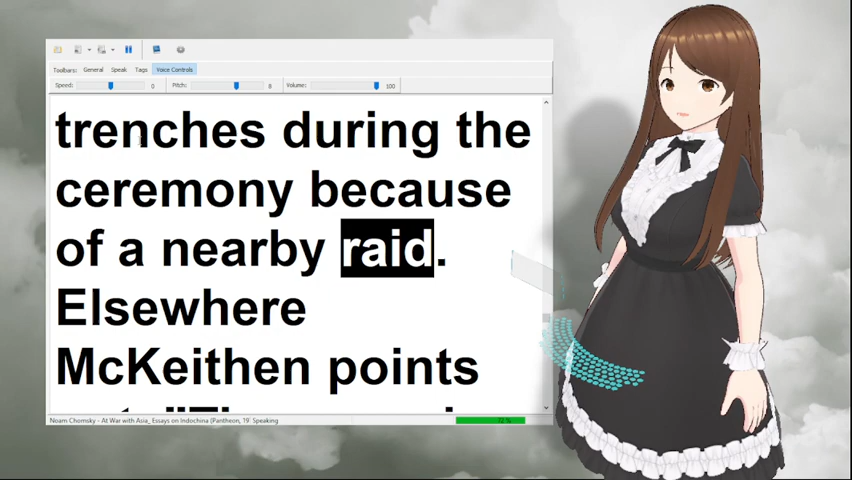 Toolbars: General Speak Tags Voice Controls
Speed: 0 Pitch: 8 Volume: 100
trenches during the
ceremony because
of a nearby raid.
Elsewhere
McKeithen points
Noam Chomsky - At War with Asia_ Essays on Indochina (Pantheon, 19 Speaking